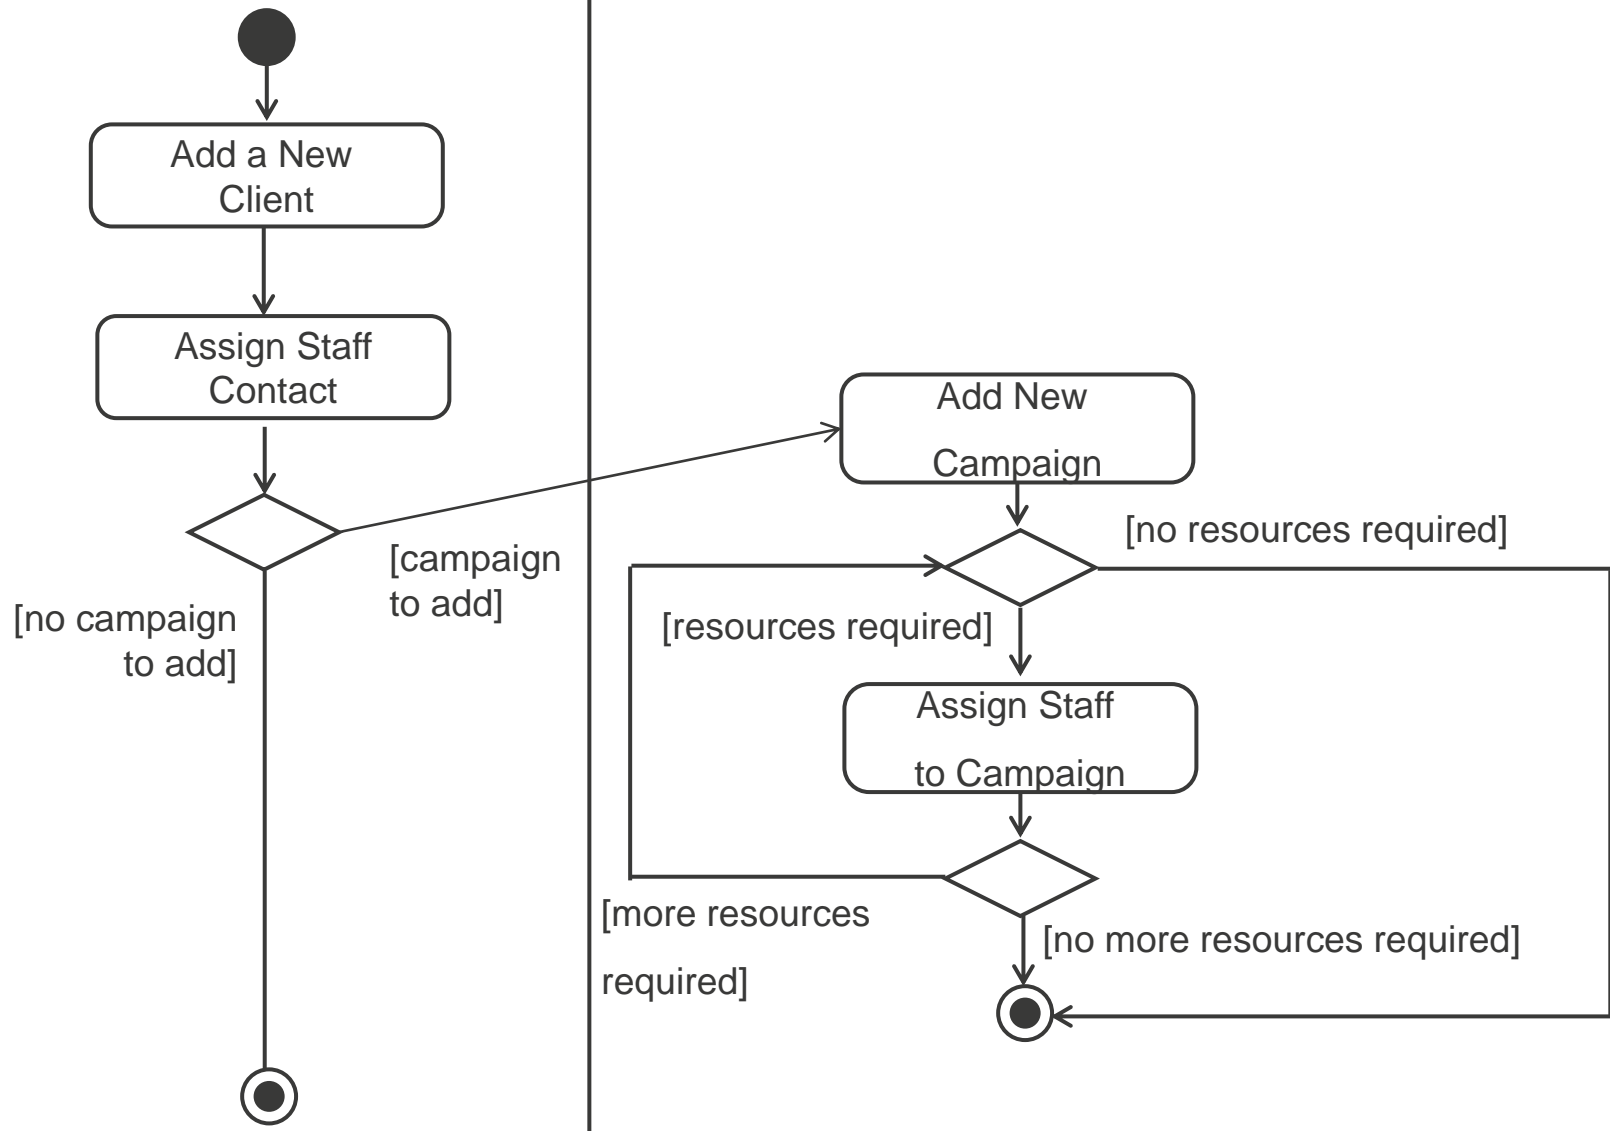 Add a New
Client
Assign Staff
Contact
[campaign
to add]
[no campaign
to add]
Add New
Campaign
[no resources required]
[resources required]
Assign Staff
to Campaign
[more resources
required]
[no more resources required]